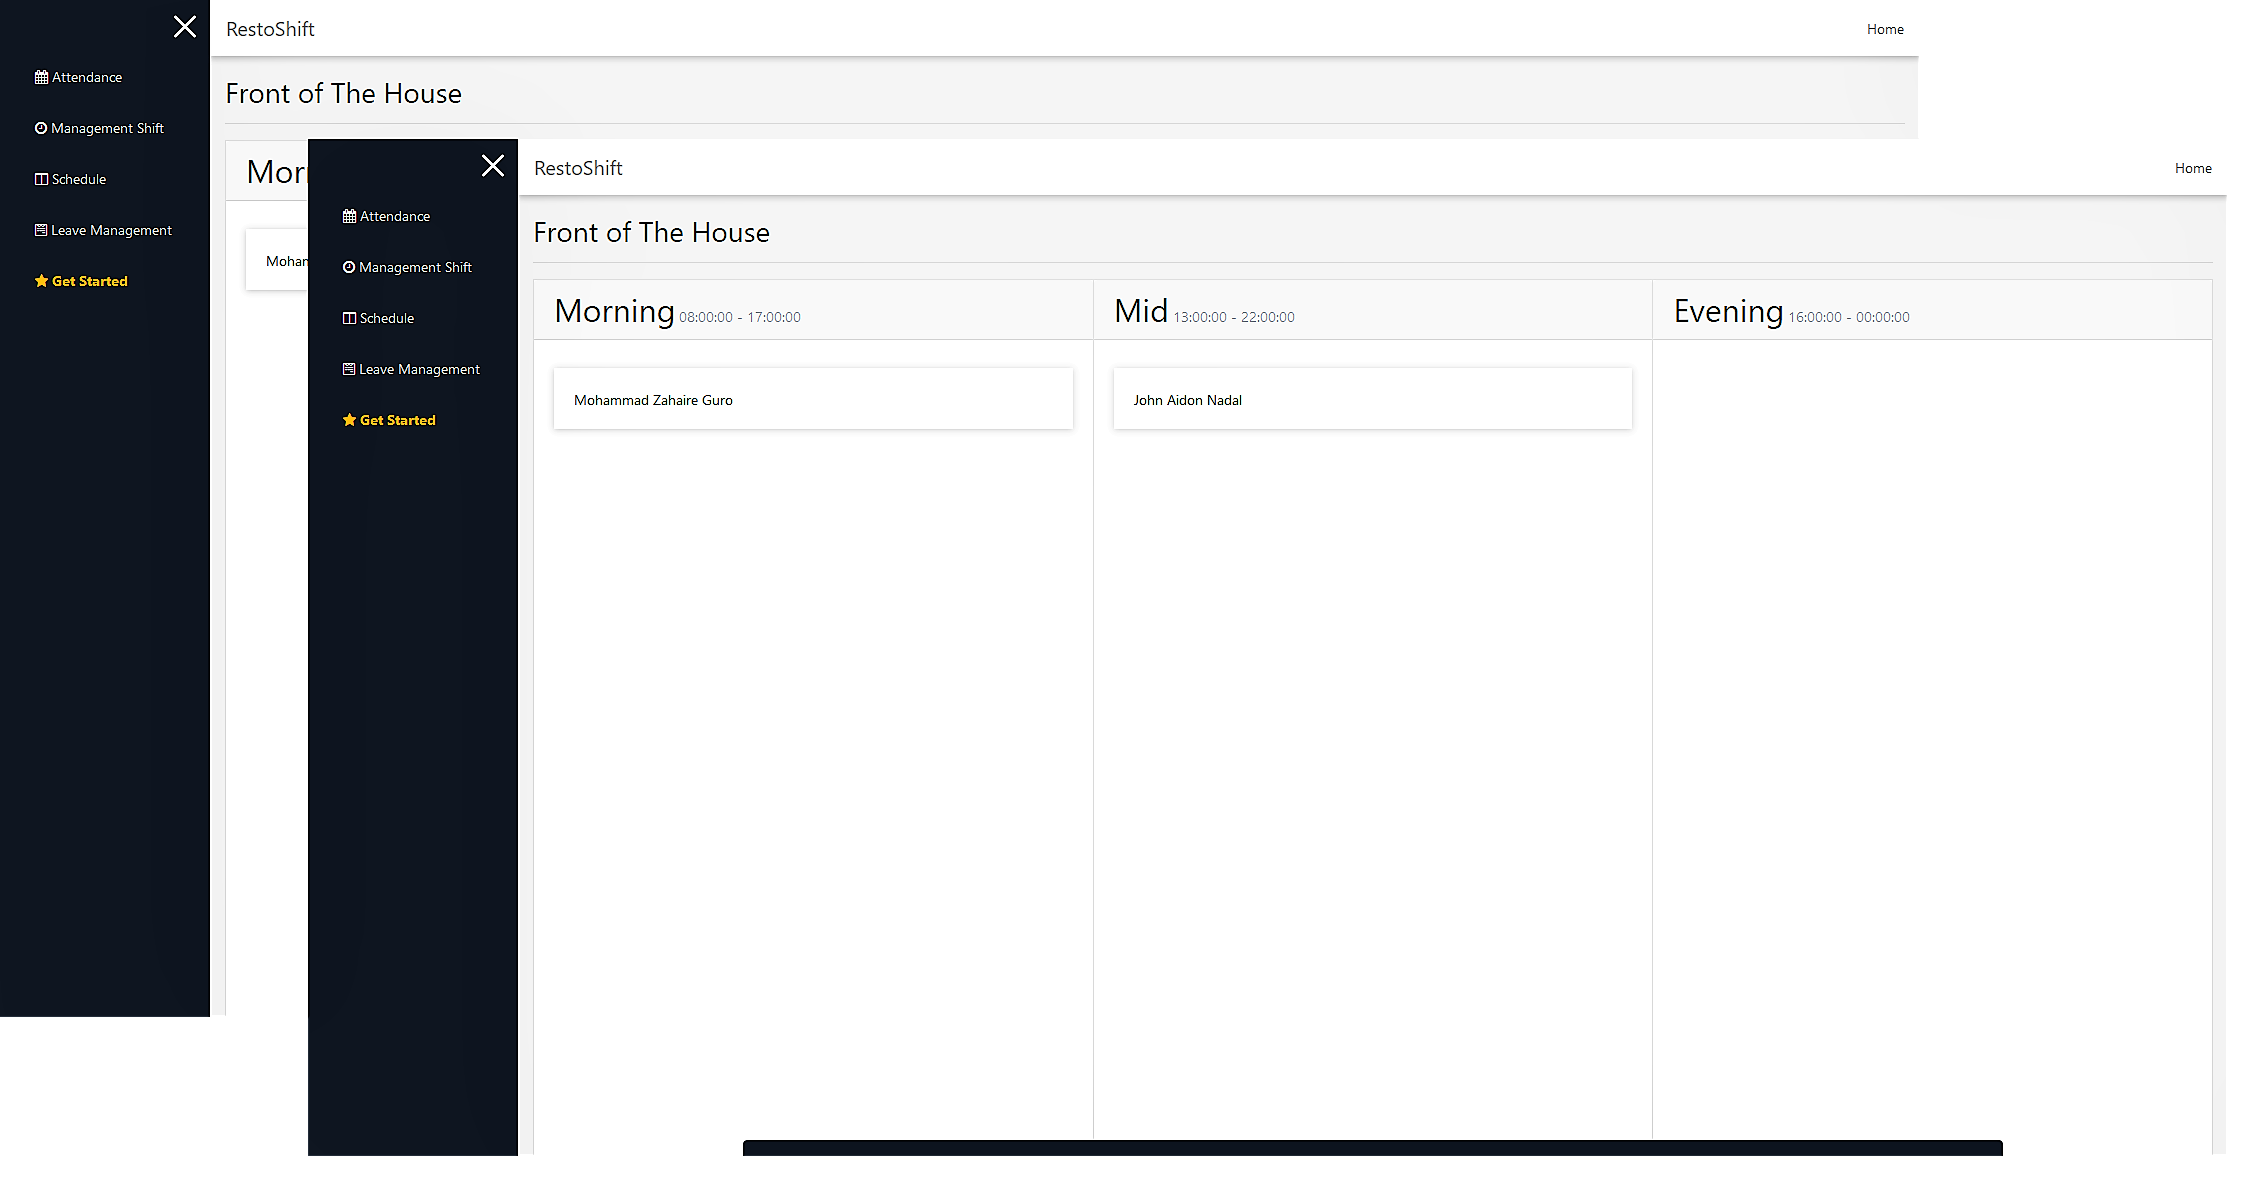 RestoShift
Home
Attendance
Management Shift
Schedule
Leave Management
Get Started
Front of The House
RestoShift
Home
Attendance
Management Shift
Schedule
Leave Management
Get Started
Front of The House
Morning 08:00:00 - 17:00:00
Mid 13:00:00 - 22:00:00
Evening 16:00:00 - 00:00:00
Mohammad Zahaire Guro
John Aidon Nadal